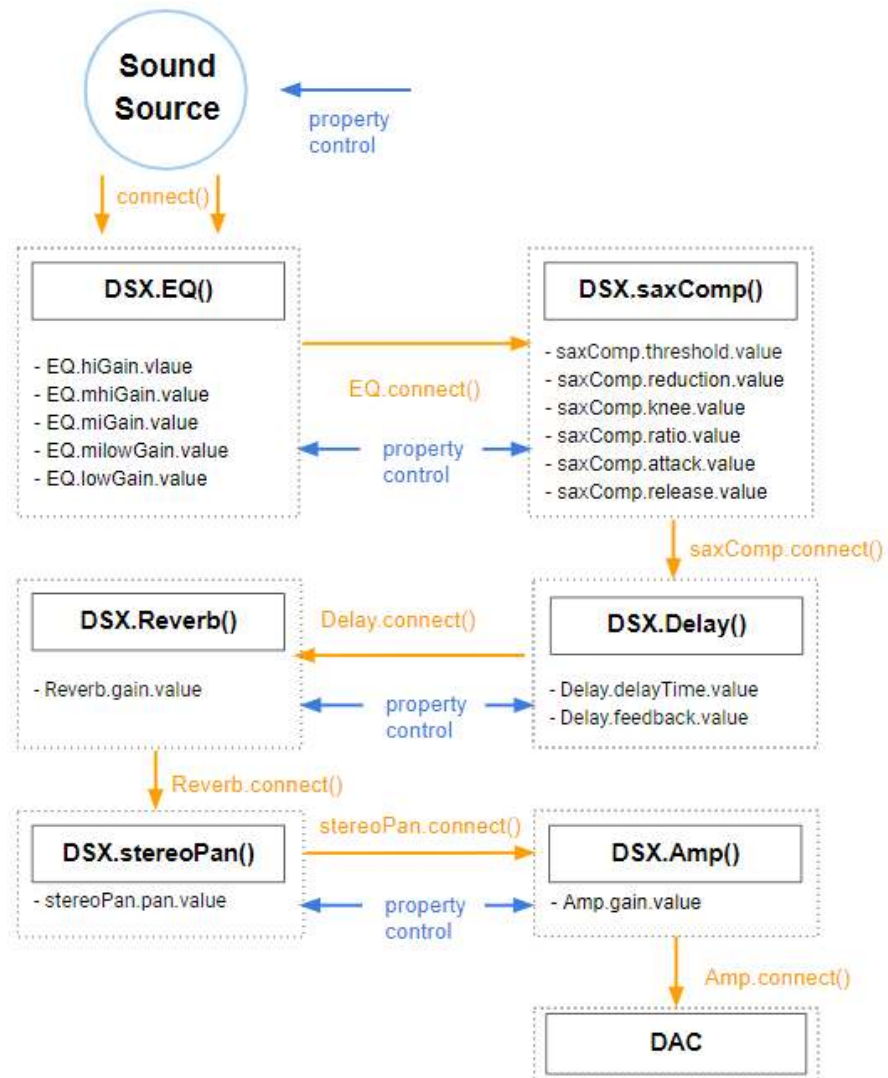 Sound
Source
property
control
connect()
DSX.EQ()
- EQ.hiGain.vlaue
- EQ.mhiGain.value
- EQ.miGain.value
- EQ.milowGain.value
- EQ.lowGain.value
EQ.connect()
property
control
DSX.saxComp()
- saxComp.threshold.value
- saxComp.reduction.value
- saxComp.knee.value
- saxComp.ratio.value
- saxComp.attack.value
- saxComp.release.value
saxComp.connect()
DSX.Delay()
- Delay.delayTime.value
- Delay.feedback.value
Delay.connect()
property
control
DSX.Reverb()
- Reverb.gain.value
Reverb.connect()
DSX.stereoPan()
- stereoPan.pan.value
stereoPan.connect()
property
control
DSX.Amp()
- Amp.gain.value
Amp.connect()
DAC